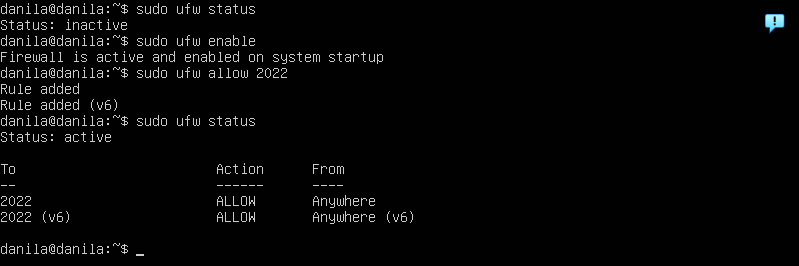 danila@danila:~$ sudo ufw status
Status: inactive
danila@danila:~$ sudo ufw enable
Firewall is active and enabled on system startup
danila@danila:~$ sudo ufw allow 2022
Rule added
Rule added (v6)
danila@danila:~$ sudo ufw status
Status: active

To                         Action      From
--                         ------      ----
2022                       ALLOW       Anywhere
2022 (v6)                  ALLOW       Anywhere (v6)

danila@danila:~$ _